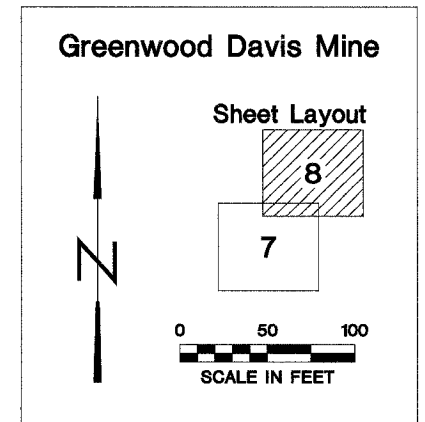 Greenwood Davis Mine
Sheet Layout
8
7
N
0 50 100
SCALE IN FEET